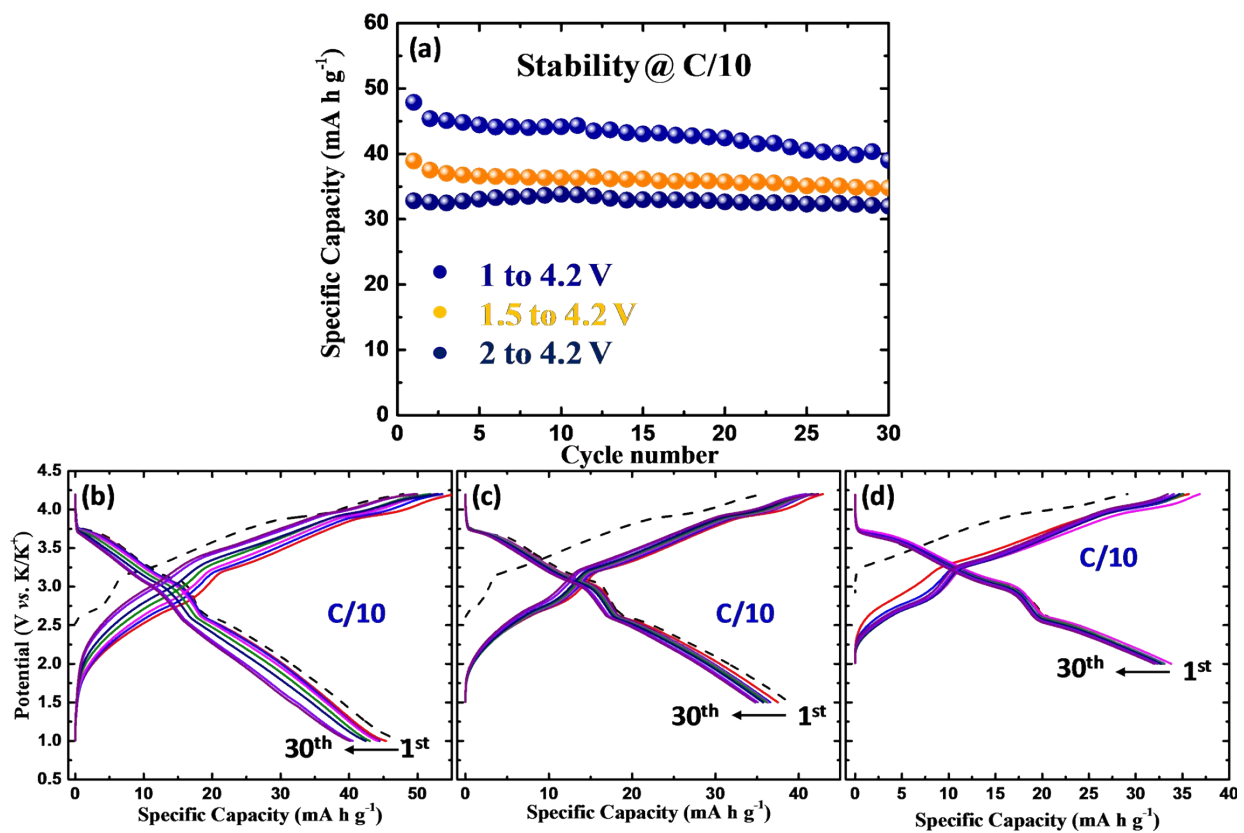 (a)
Stability @ C/10
Specific Capacity (mA h g⁻¹)
60
50
40
30
20
10
0
1 to 4.2 V
1.5 to 4.2 V
2 to 4.2 V
0 5 10 15 20 25 30
Cycle number
Potential (V vs. K/K⁺)
4.5
4.0
3.5
3.0
2.5
2.0
1.5
1.0
0.5
(b)
C/10
30th 1st
0 10 20 30 40 50
Specific Capacity (mA h g⁻¹)
(c)
C/10
30th 1st
0 10 20 30 40
Specific Capacity (mA h g⁻¹)
(d)
C/10
30th 1st
0 5 10 15 20 25 30 35 40
Specific Capacity (mA h g⁻¹)